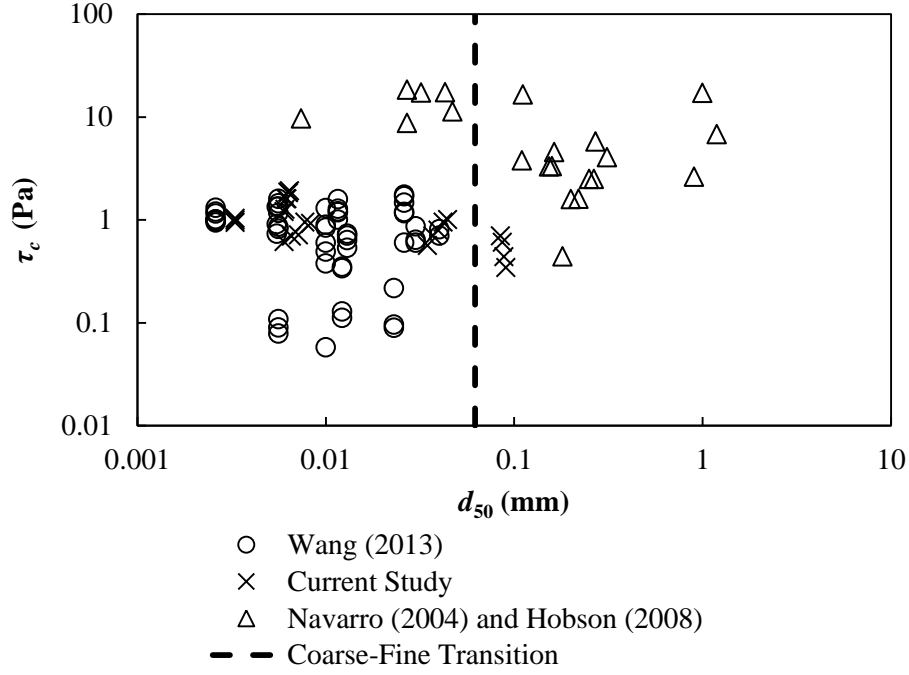 100
10
1
0.1
0.01
τc (Pa)
0.001 0.01 0.1 1 10
d50 (mm)
Wang (2013)
Current Study
Navarro (2004) and Hobson (2008)
Coarse-Fine Transition